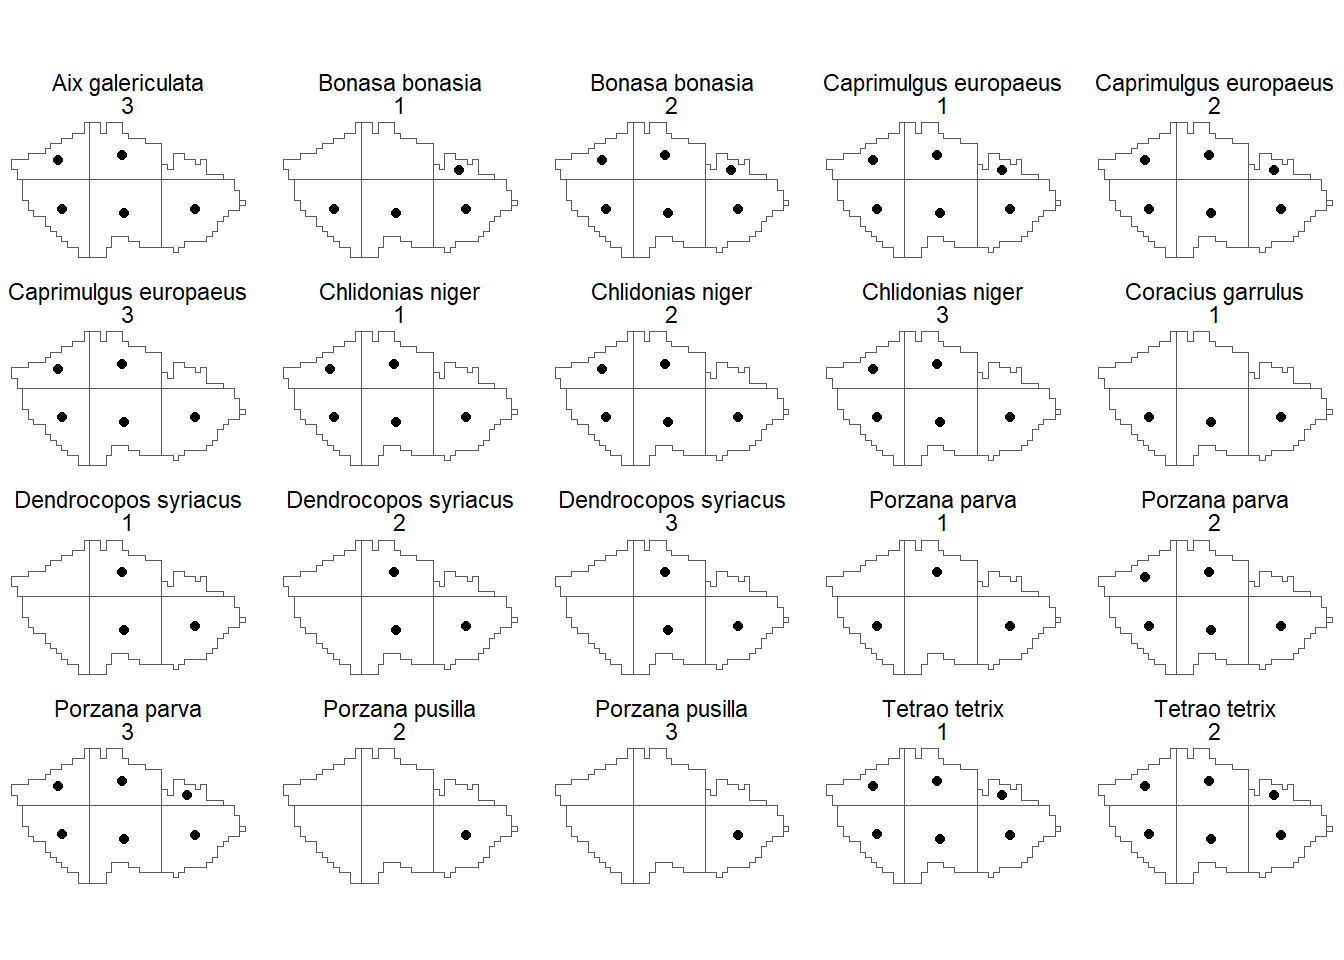 Aix galericulata
3
Bonasa bonasia
1
Bonasa bonasia
2
Caprimulgus europaeus
1
Caprimulgus europaeus
2
Caprimulgus europaeus
3
Chlidonias niger
1
Chlidonias niger
2
Chlidonias niger
3
Coracius garrulus
1
Dendrocopos syriacus
1
Dendrocopos syriacus
2
Dendrocopos syriacus
3
Porzana parva
1
Porzana parva
2
Porzana parva
3
Porzana pusilla
2
Porzana pusilla
3
Tetrao tetrix
1
Tetrao tetrix
2